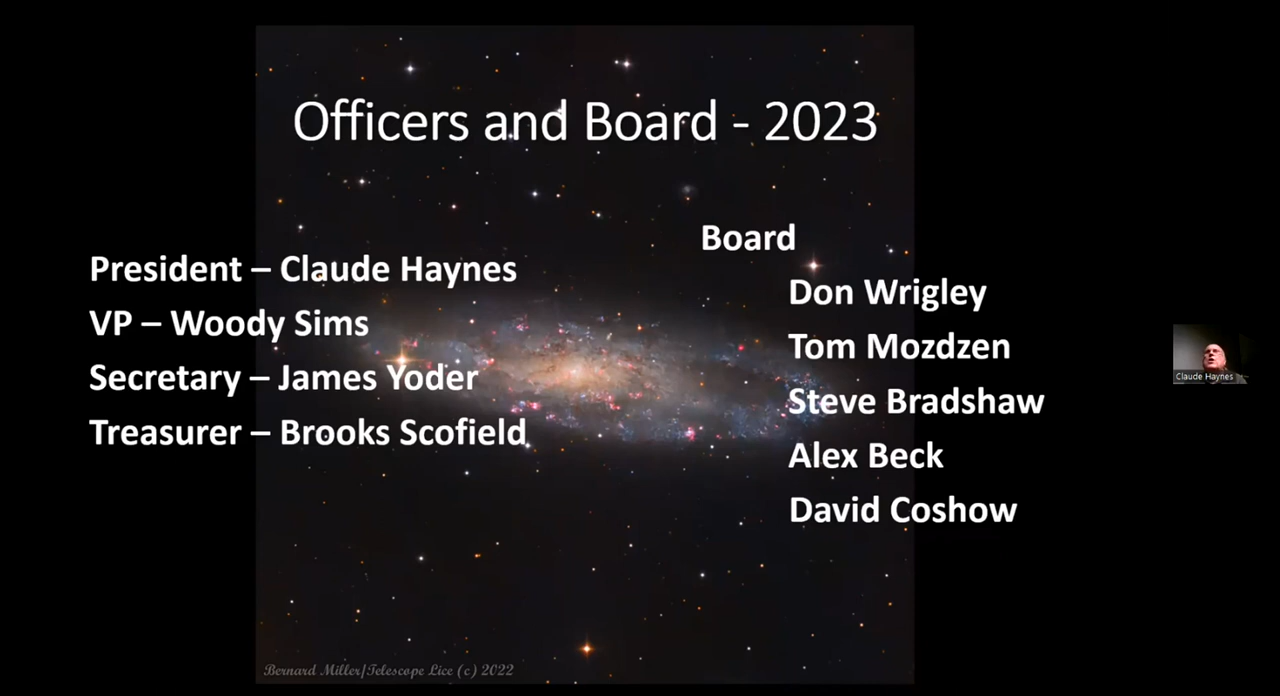 Officers and Board - 2023
President – Claude Haynes
VP – Woody Sims
Secretary – James Yoder
Treasurer – Brooks Scofield
Board
Don Wrigley
Tom Mozdzen
Steve Bradshaw
Alex Beck
David Coshow
Claude Haynes
Bernard Miller/Telescope Live (c) 2022